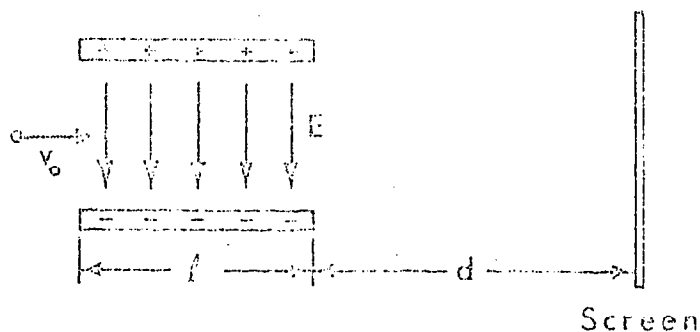 + + + + +
E
v₀
- - - - -
l
d
Screen